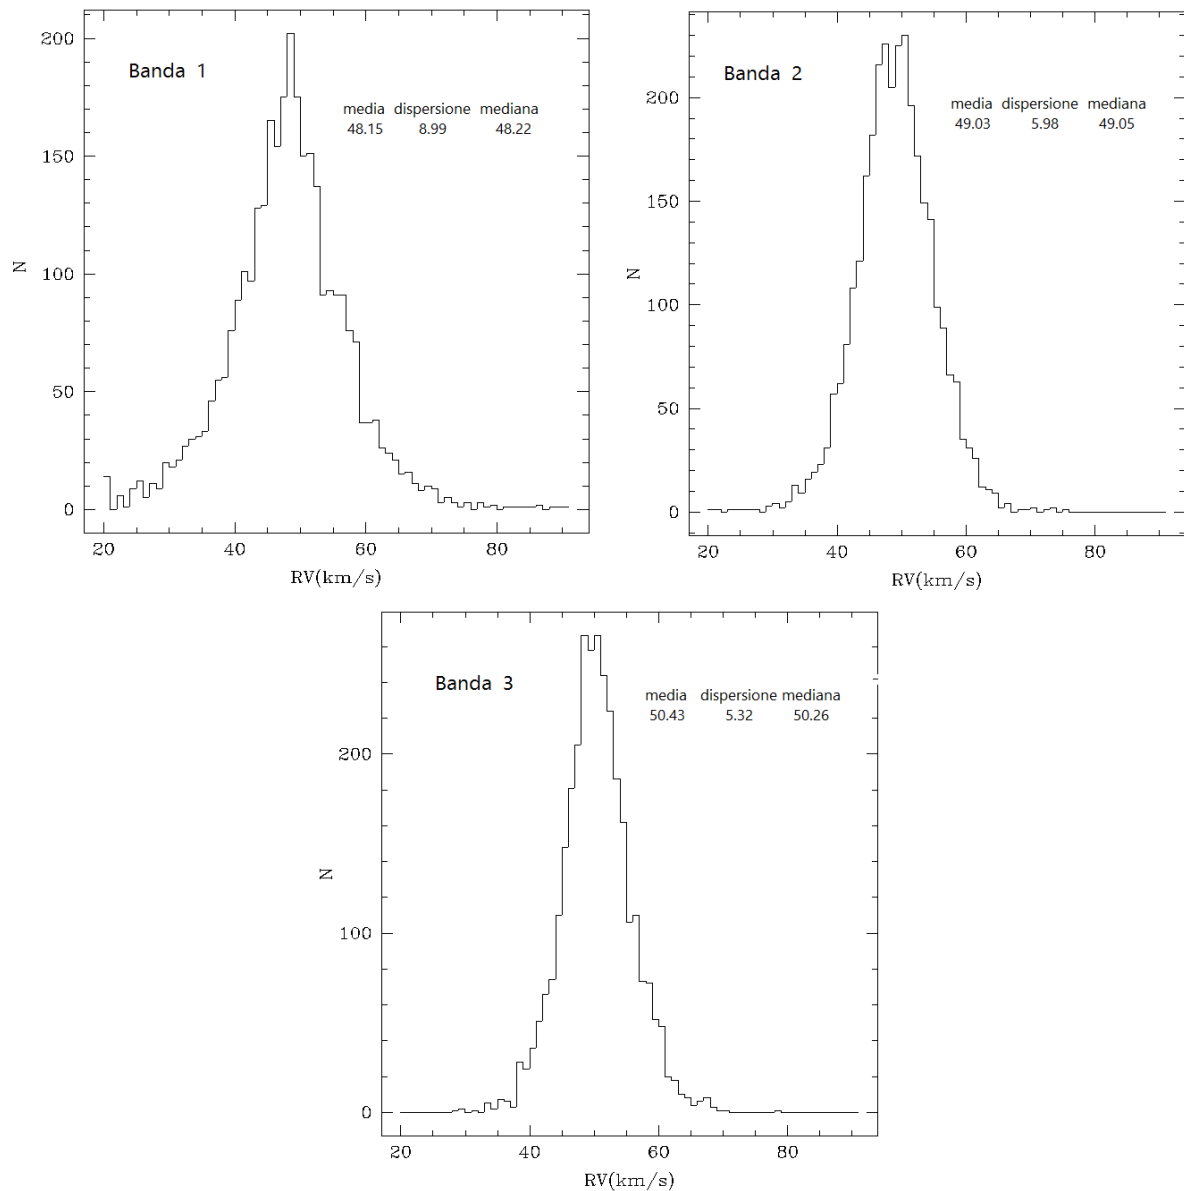 Banda 1
media dispersione mediana
48.15 8.99 48.22
200
150
100
50
0
N
20 40 60 80
RV(km/s)
Banda 2
media dispersione mediana
49.03 5.98 49.05
200
150
100
50
0
N
20 40 60 80
RV(km/s)
Banda 3
media dispersione mediana
50.43 5.32 50.26
200
100
0
N
20 40 60 80
RV(km/s)